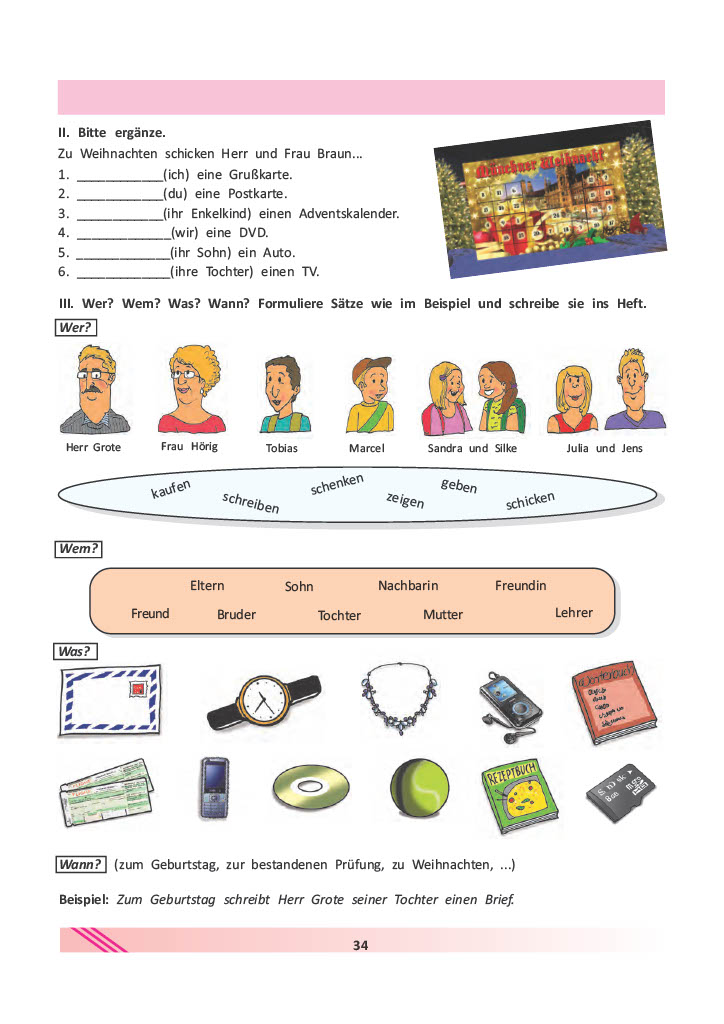 II. Bitte ergänze.
Zu Weihnachten schicken Herr und Frau Braun...
1. ____________(ich) eine Grußkarte.
2. ____________(du) eine Postkarte.
3. ____________(ihr Enkelkind) einen Adventskalender.
4. _____________(wir) eine DVD.
5. _____________(ihr Sohn) ein Auto.
6. _____________(ihre Tochter) einen TV.
Münchner Weihnacht
III. Wer? Wem? Was? Wann? Formuliere Sätze wie im Beispiel und schreibe sie ins Heft.
Wer?
Herr Grote Frau Hörig Tobias Marcel Sandra und Silke Julia und Jens
kaufen schreiben schenken zeigen geben schicken
Wem?
Eltern Sohn Nachbarin Freundin
Freund Bruder Tochter Mutter Lehrer
Was?
REZEPTBUCH
Wann? (zum Geburtstag, zur bestandenen Prüfung, zu Weihnachten, ...)
Beispiel: Zum Geburtstag schreibt Herr Grote seiner Tochter einen Brief.
34